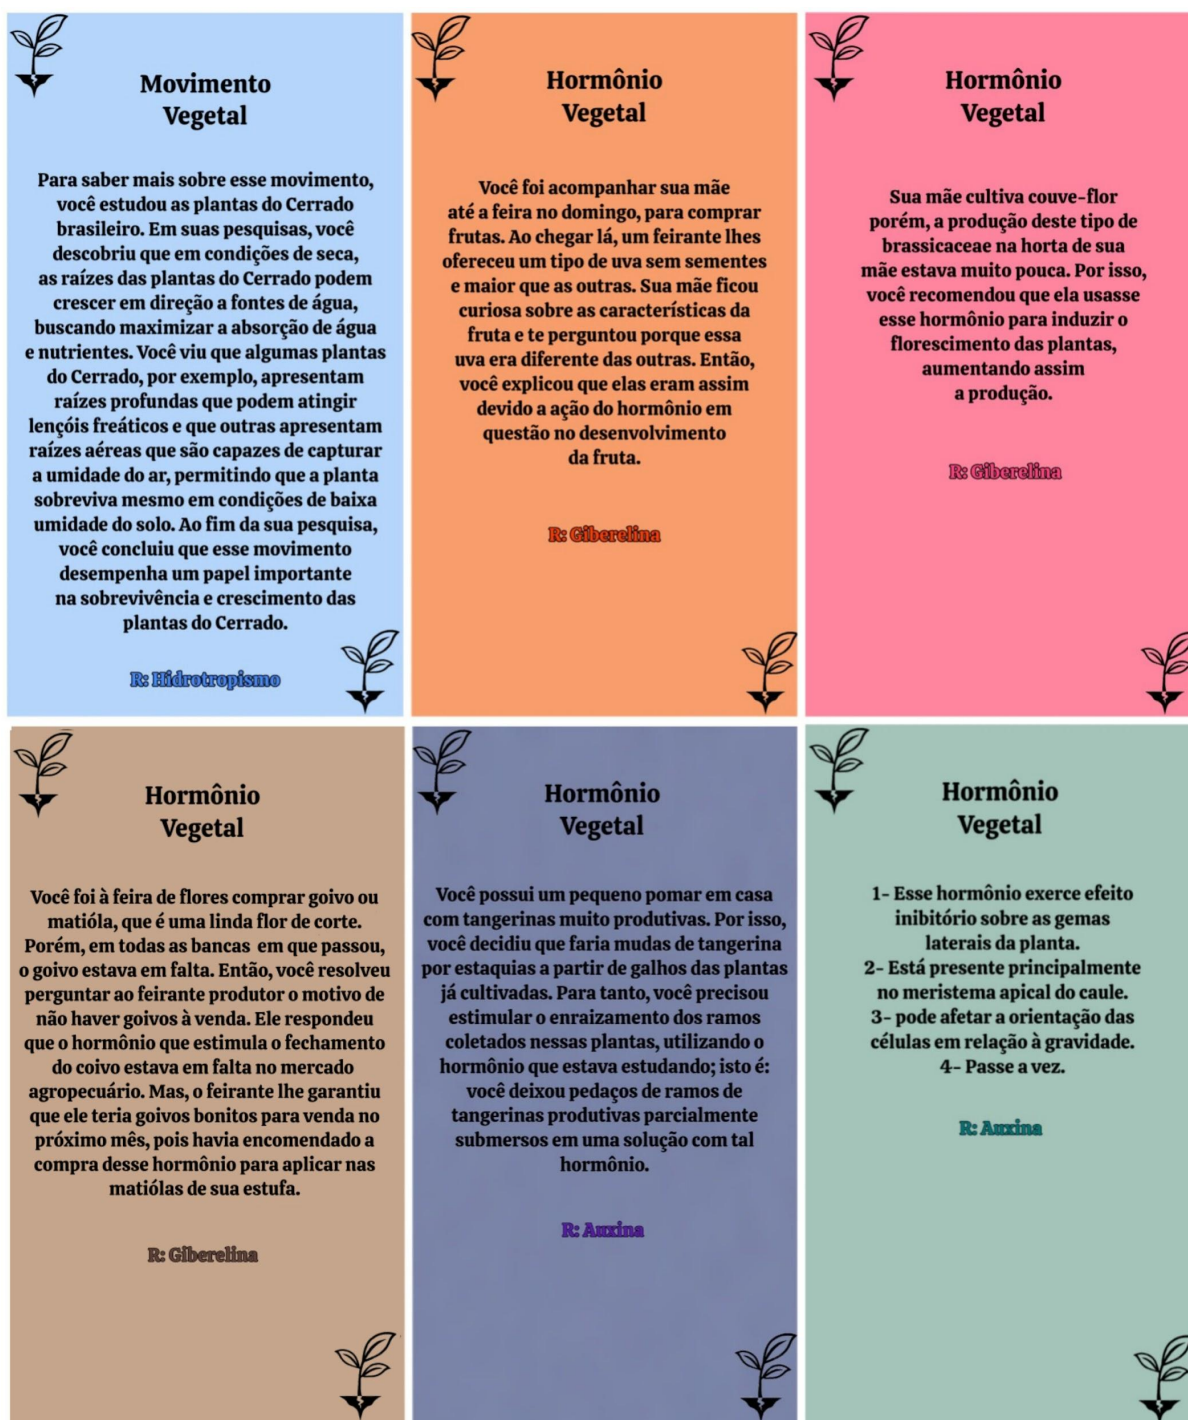 Movimento
Vegetal
Para saber mais sobre esse movimento,
você estudou as plantas do Cerrado
brasileiro. Em suas pesquisas, você
descobriu que em condições de seca,
as raízes das plantas do Cerrado podem
crescer em direção a fontes de água,
buscando maximizar a absorção de água
e nutrientes. Você viu que algumas plantas
do Cerrado, por exemplo, apresentam
raízes profundas que podem atingir
lençóis freáticos e que outras apresentam
raízes aéreas que são capazes de capturar
a umidade do ar, permitindo que a planta
sobreviva mesmo em condições de baixa
umidade do solo. Ao fim da sua pesquisa,
você concluiu que esse movimento
desempenha um papel importante
na sobrevivência e crescimento das
plantas do Cerrado.
R: Hidrotropismo
Hormônio
Vegetal
Você foi acompanhar sua mãe
até a feira no domingo, para comprar
frutas. Ao chegar lá, um feirante lhes
ofereceu um tipo de uva sem sementes
e maior que as outras. Sua mãe ficou
curiosa sobre as características da
fruta e te perguntou porque essa
uva era diferente das outras. Então,
você explicou que elas eram assim
devido a ação do hormônio em
questão no desenvolvimento
da fruta.
R: Giberelina
Hormônio
Vegetal
Sua mãe cultiva couve-flor
porém, a produção deste tipo de
brassicaceae na horta de sua
mãe estava muito pouca. Por isso,
você recomendou que ela usasse
esse hormônio para induzir o
florescimento das plantas,
aumentando assim
a produção.
R: Giberelina
Hormônio
Vegetal
Você foi à feira de flores comprar goivo ou
matióla, que é uma linda flor de corte.
Porém, em todas as bancas em que passou,
o goivo estava em falta. Então, você resolveu
perguntar ao feirante produtor o motivo de
não haver goivos à venda. Ele respondeu
que o hormônio que estimula o fechamento
do coivo estava em falta no mercado
agropecuário. Mas, o feirante lhe garantiu
que ele teria goivos bonitos para venda no
próximo mês, pois havia encomendado a
compra desse hormônio para aplicar nas
matiólas de sua estufa.
R: Giberelina
Hormônio
Vegetal
Você possui um pequeno pomar em casa
com tangerinas muito produtivas. Por isso,
você decidiu que faria mudas de tangerina
por estaquias a partir de galhos das plantas
já cultivadas. Para tanto, você precisou
estimular o enraizamento dos ramos
coletados nessas plantas, utilizando o
hormônio que estava estudando; isto é:
você deixou pedaços de ramos de
tangerinas produtivas parcialmente
submersos em uma solução com tal
hormônio.
R: Auxina
Hormônio
Vegetal
1- Esse hormônio exerce efeito
inibitório sobre as gemas
laterais da planta.
2- Está presente principalmente
no meristema apical do caule.
3- pode afetar a orientação das
células em relação à gravidade.
4- Passe a vez.
R: Auxina